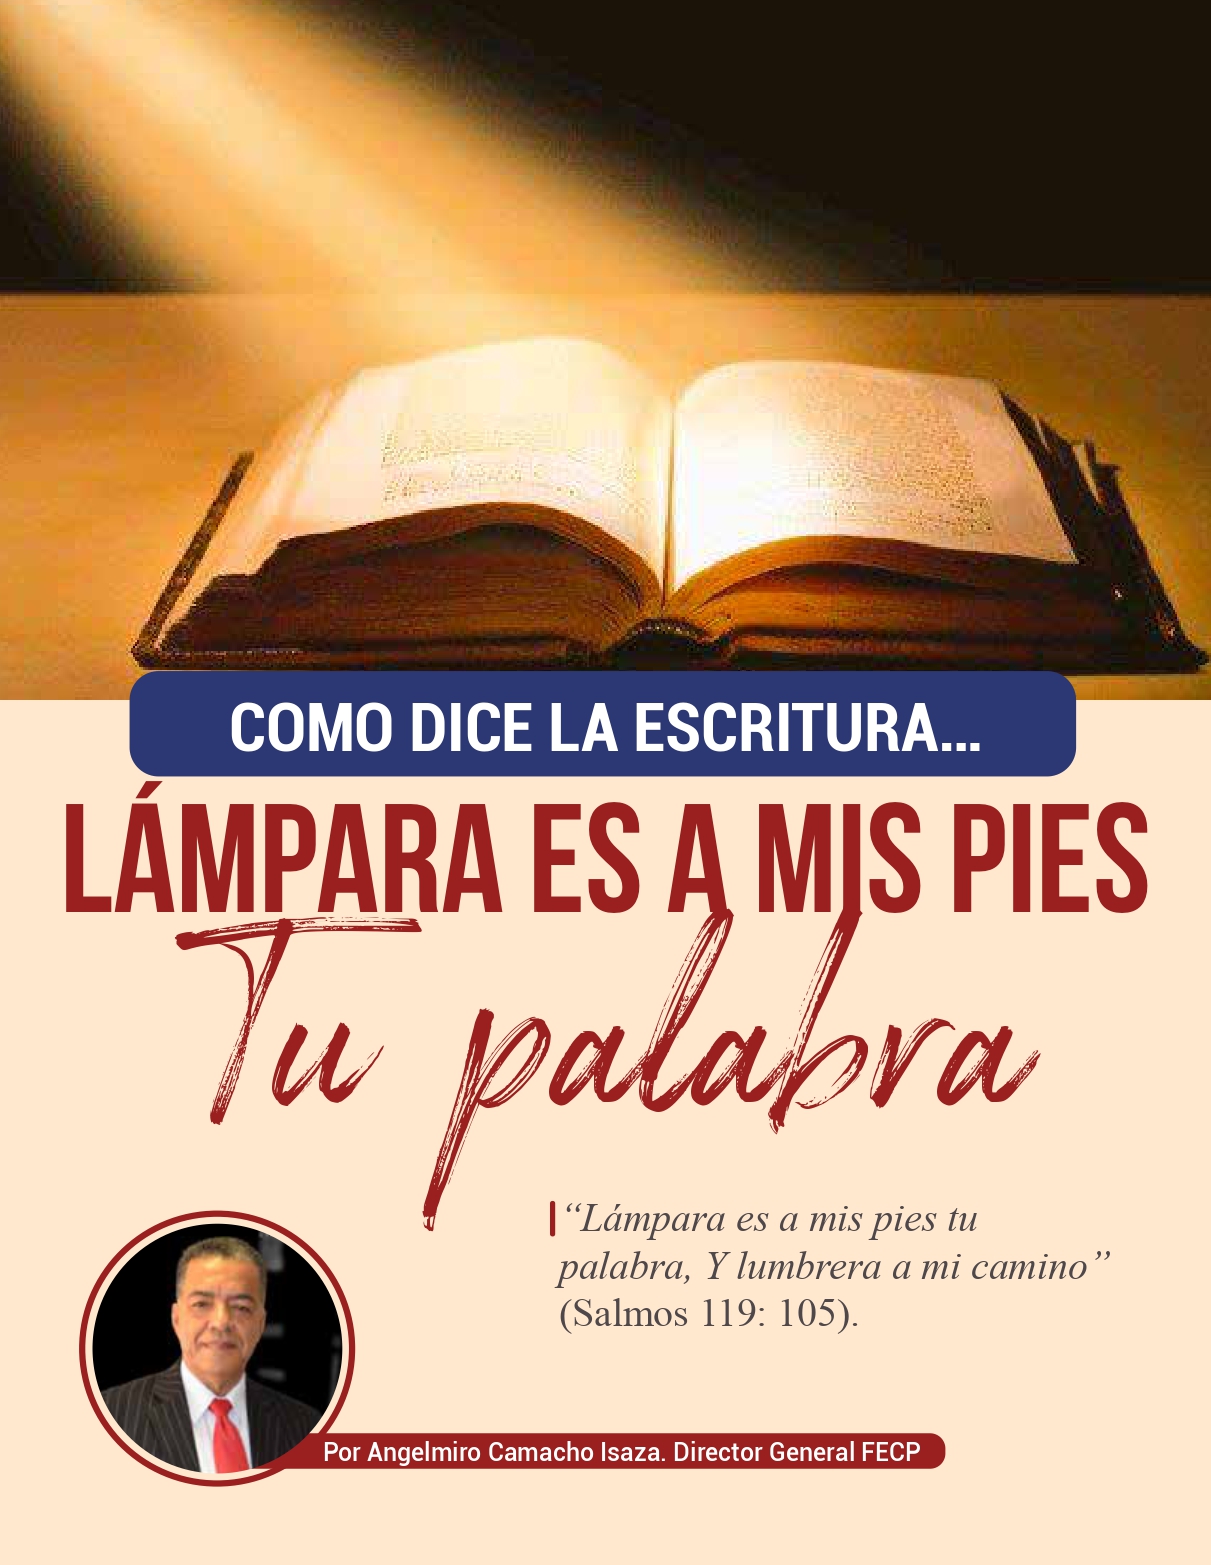 COMO DICE LA ESCRITURA...
LÁMPARA ES A MIS PIES
Tu palabra
“Lámpara es a mis pies tu
palabra, Y lumbrera a mi camino”
(Salmos 119: 105).
Por Angelmiro Camacho Isaza. Director General FECP